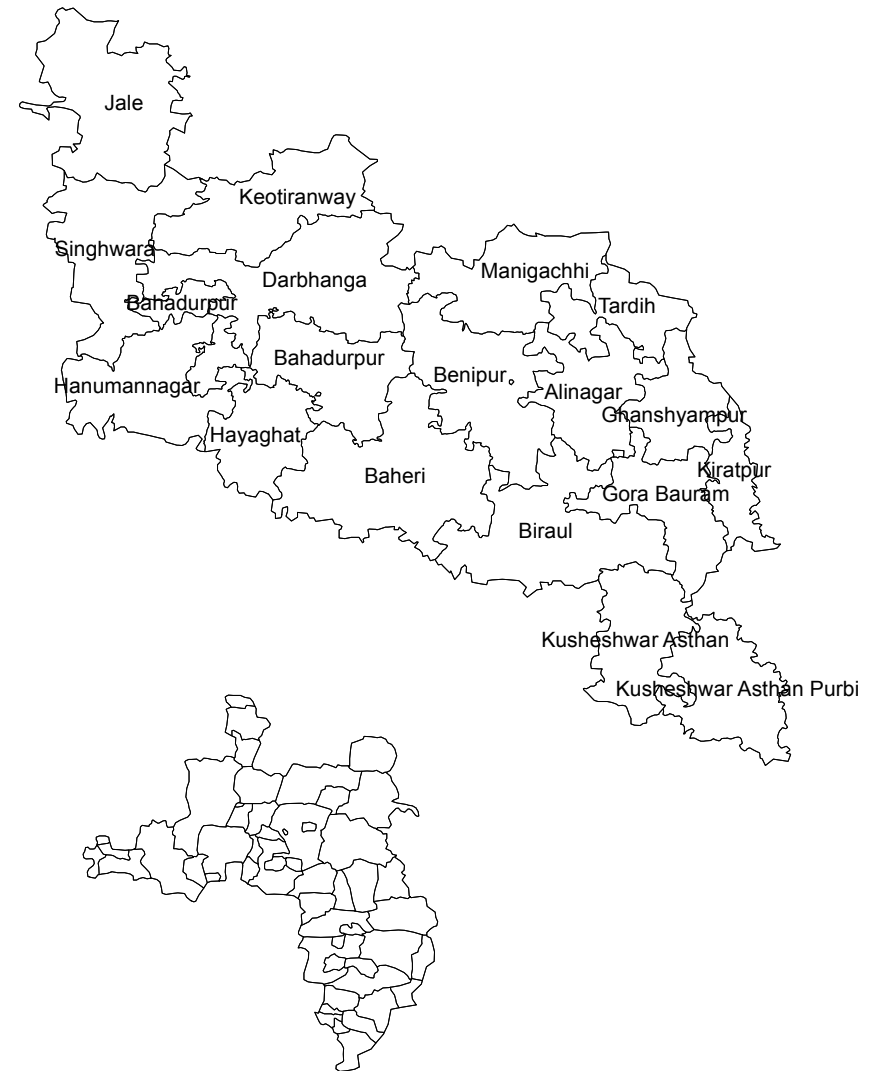 Jale
Keotiranway
Singhwara
Manigachhi
Darbhanga
Bahadurpur
Tardih
Bahadurpur
Benipur
Hanumannagar
Alinagar
Ghanshyampur
Hayaghat
Kiratpur
Baheri
Gora Bauram
Biraul
Kusheshwar Asthan
Kusheshwar Asthan Purbi